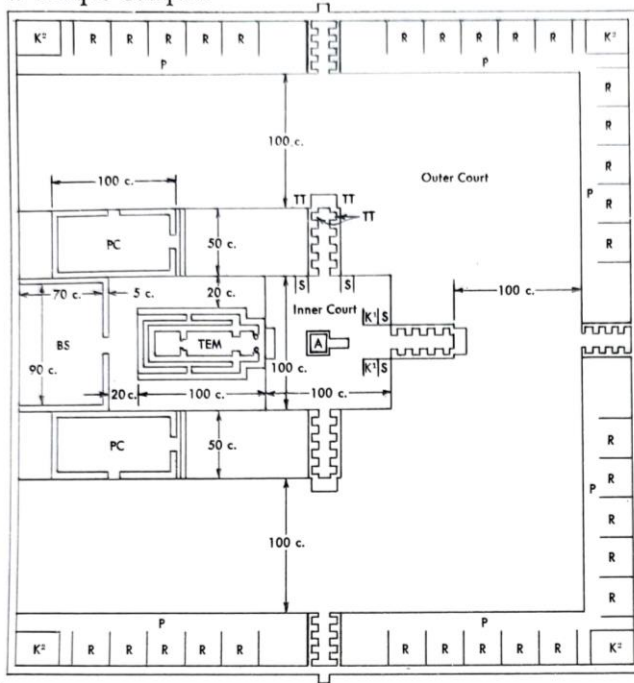 K² R R R R R R R R R R K²
P P
R
R
100 c.
R
Outer Court
R
100 c.
P
TT TT
R
TT
PC
50 c.
R
100 c.
70 c. 5 c. 20 c.
S S
Inner Court
K¹ S
BS
TEM
A
90 c.
100 c.
K¹ S
20 c. 100 c. 100 c.
R
PC
50 c.
R
P
R
100 c.
R
R
P P
K² R R R R R R R R R R K²